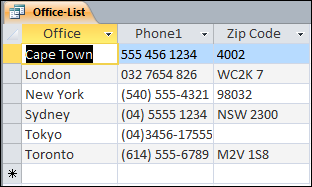 Office-List
Office Phone1 Zip Code
Cape Town 555 456 1234 4002
London 032 7654 826 WC2K 7
New York (540) 555-4321 98032
Sydney (04) 5555 1234 NSW 2300
Tokyo (04)3456-17555
Toronto (614) 555-6789 M2V 1S8